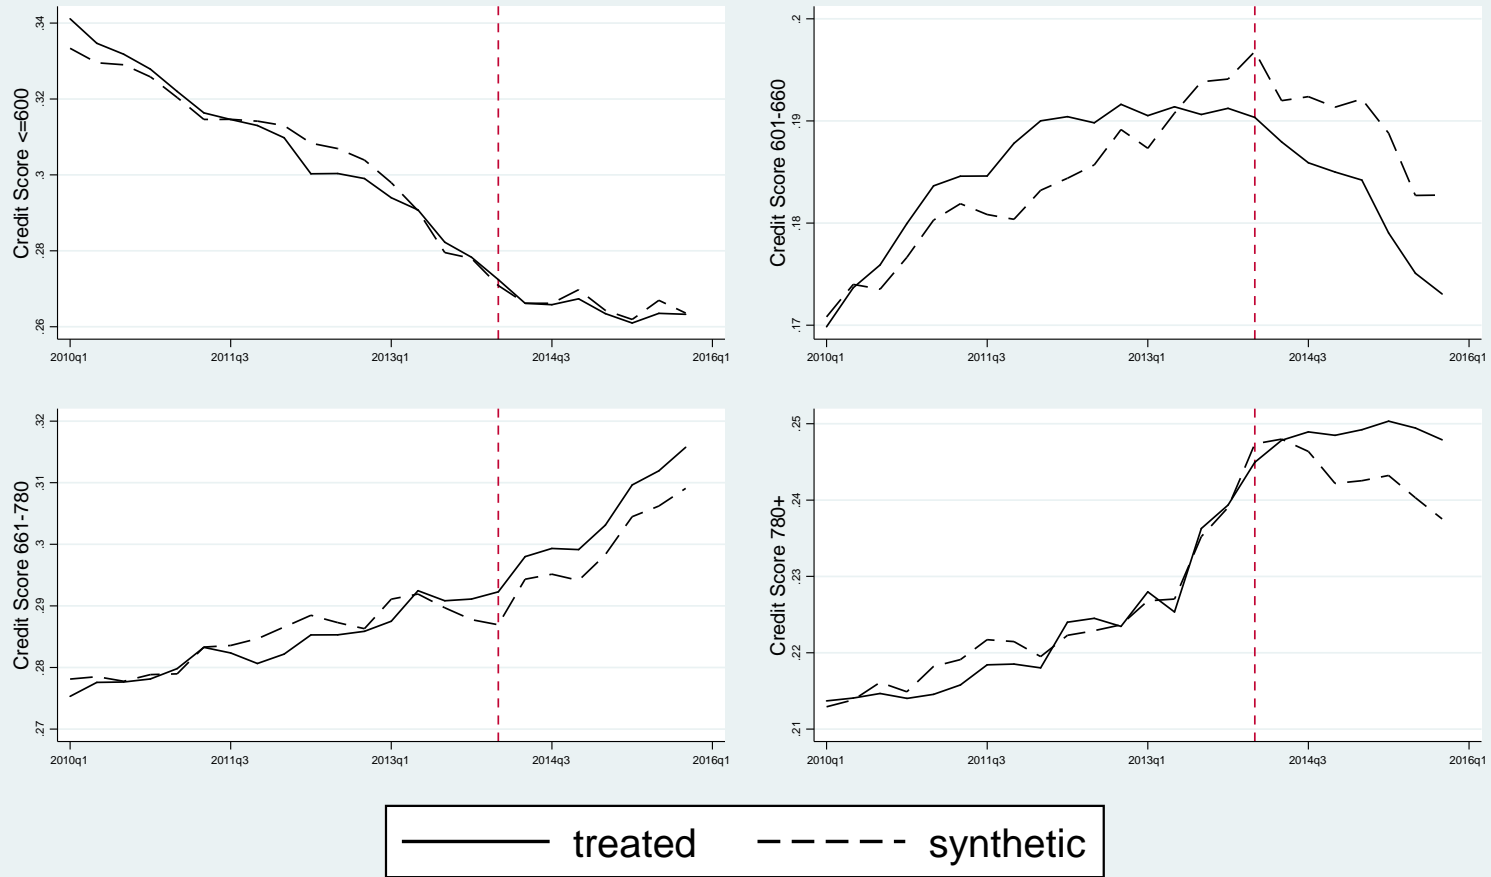 Credit Score <=600
.34
.32
.3
.28
.26
2010q1
2011q3
2013q1
2014q3
2016q1
Credit Score 601-660
.2
.19
.18
.17
2010q1
2011q3
2013q1
2014q3
2016q1
Credit Score 661-780
.32
.31
.3
.29
.28
.27
2010q1
2011q3
2013q1
2014q3
2016q1
Credit Score 780+
.25
.24
.23
.22
.21
2010q1
2011q3
2013q1
2014q3
2016q1
treated
synthetic